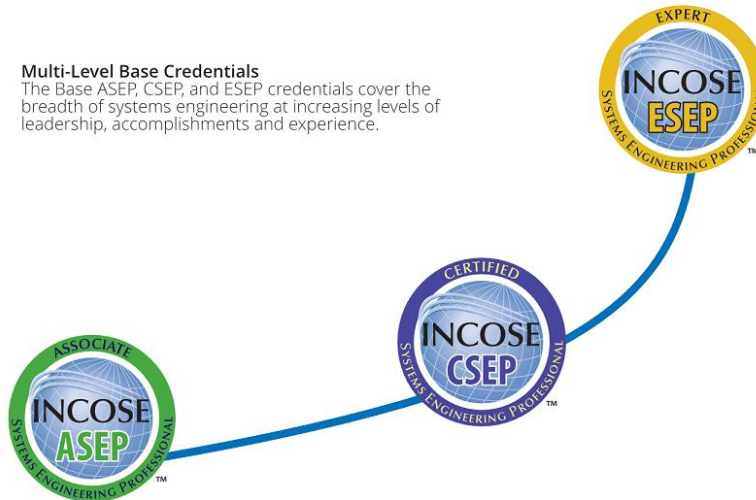 Multi-Level Base Credentials
The Base ASEP, CSEP, and ESEP credentials cover the
breadth of systems engineering at increasing levels of
leadership, accomplishments and experience.
EXPERT
INCOSE
ESEP
SYSTEMS ENGINEERING PROFESSIONAL
TM
CERTIFIED
INCOSE
CSEP
SYSTEMS ENGINEERING PROFESSIONAL
TM
ASSOCIATE
INCOSE
ASEP
SYSTEMS ENGINEERING PROFESSIONAL
TM